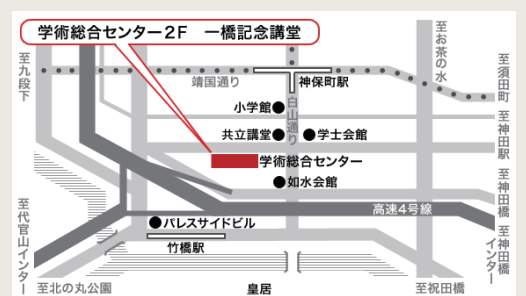 学術総合センター2F 一橋記念講堂
至九段下
靖国通り
神保町駅
至お茶の水
至須田町
小学館
白山通り
共立講堂
学士会館
至神田駅
学術総合センター
如水会館
至神田橋
高速4号線
至代官山インター
パレスサイドビル
竹橋駅
至神田橋インター
至北の丸公園
皇居
至祝田橋